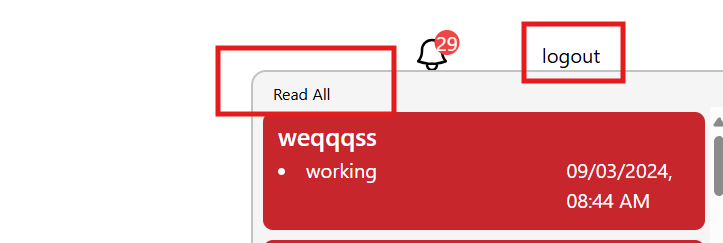 29
logout
Read All
weqqqss
working 09/03/2024,
08:44 AM